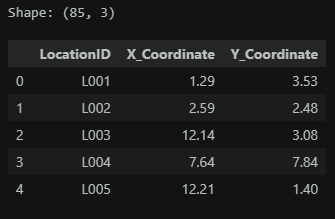 Shape: (85, 3)
LocationID X_Coordinate Y_Coordinate
0 L001 1.29 3.53
1 L002 2.59 2.48
2 L003 12.14 3.08
3 L004 7.64 7.84
4 L005 12.21 1.40